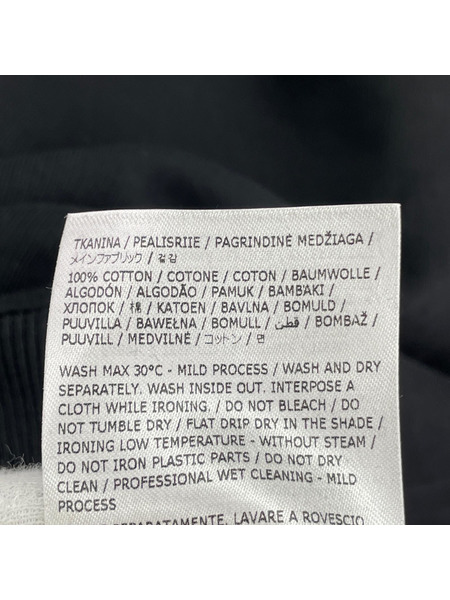 TKANINA / PEALISRIIE / PAGRINDINĖ MEDŽIAGA /
メインファブリック / 겉감
100% COTTON / COTONE / COTON / BAUMWOLLE /
ALGODÓN / ALGODÃO / PAMUK / ΒΑΜΒΆΚΙ /
ХЛОПОК / 棉 / KATOEN / BAVLNA / BOMULD /
PUUVILLA / BAWEŁNA / BOMULL / قطن / BOMBAŽ /
PUUVILL / MEDVILNĖ / コットン / 면
WASH MAX 30°C - MILD PROCESS / WASH AND DRY
SEPARATELY. WASH INSIDE OUT. INTERPOSE A
CLOTH WHILE IRONING. / DO NOT BLEACH / DO
NOT TUMBLE DRY / FLAT DRIP DRY IN THE SHADE /
IRONING LOW TEMPERATURE - WITHOUT STEAM /
DO NOT IRON PLASTIC PARTS / DO NOT DRY
CLEAN / PROFESSIONAL WET CLEANING - MILD
PROCESS
SEPARATAMENTE. LAVARE A ROVESCIO